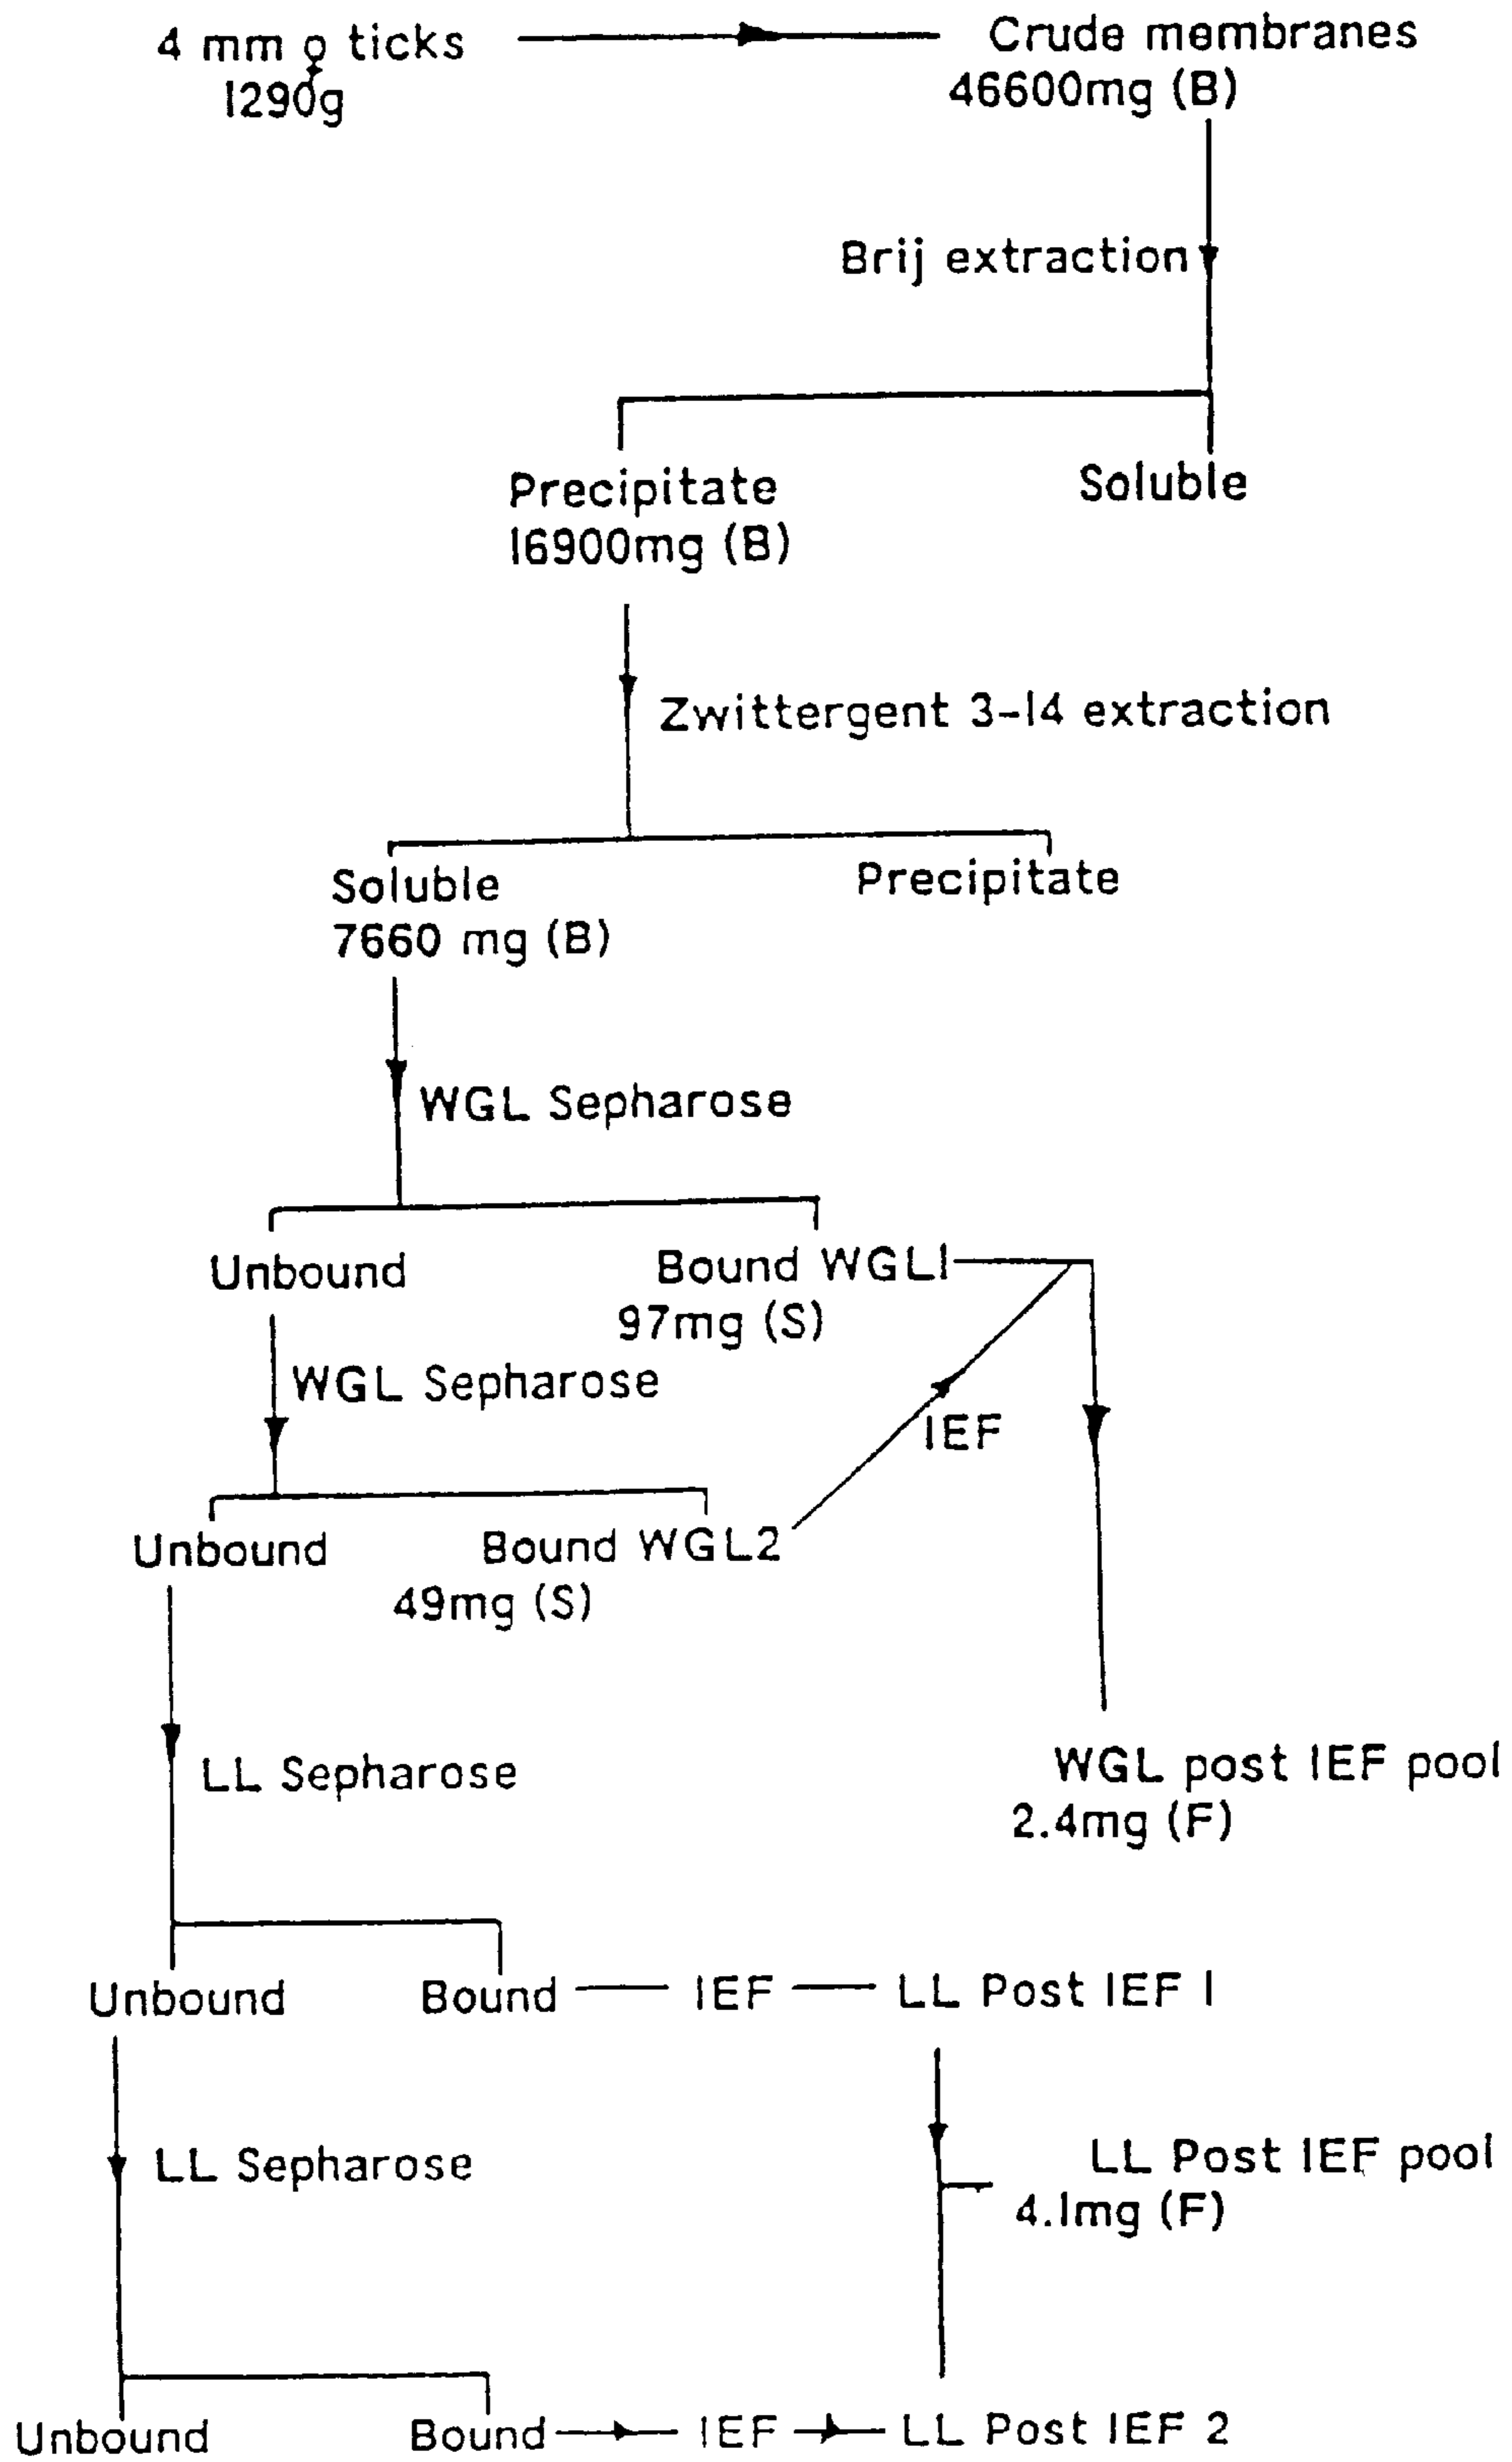 4 mm ♀ ticks
1290g
Crude membranes
46600mg (B)
Brij extraction
Precipitate
16900mg (B)
Soluble
Zwittergent 3-14 extraction
Soluble
7660 mg (B)
Precipitate
WGL Sepharose
Unbound
Bound WGL1
97mg (S)
WGL Sepharose
IEF
Unbound
Bound WGL2
49mg (S)
LL Sepharose
WGL post IEF pool
2.4mg (F)
Unbound
Bound
IEF
LL Post IEF 1
LL Sepharose
LL Post IEF pool
4.1mg (F)
Unbound
Bound
IEF
LL Post IEF 2